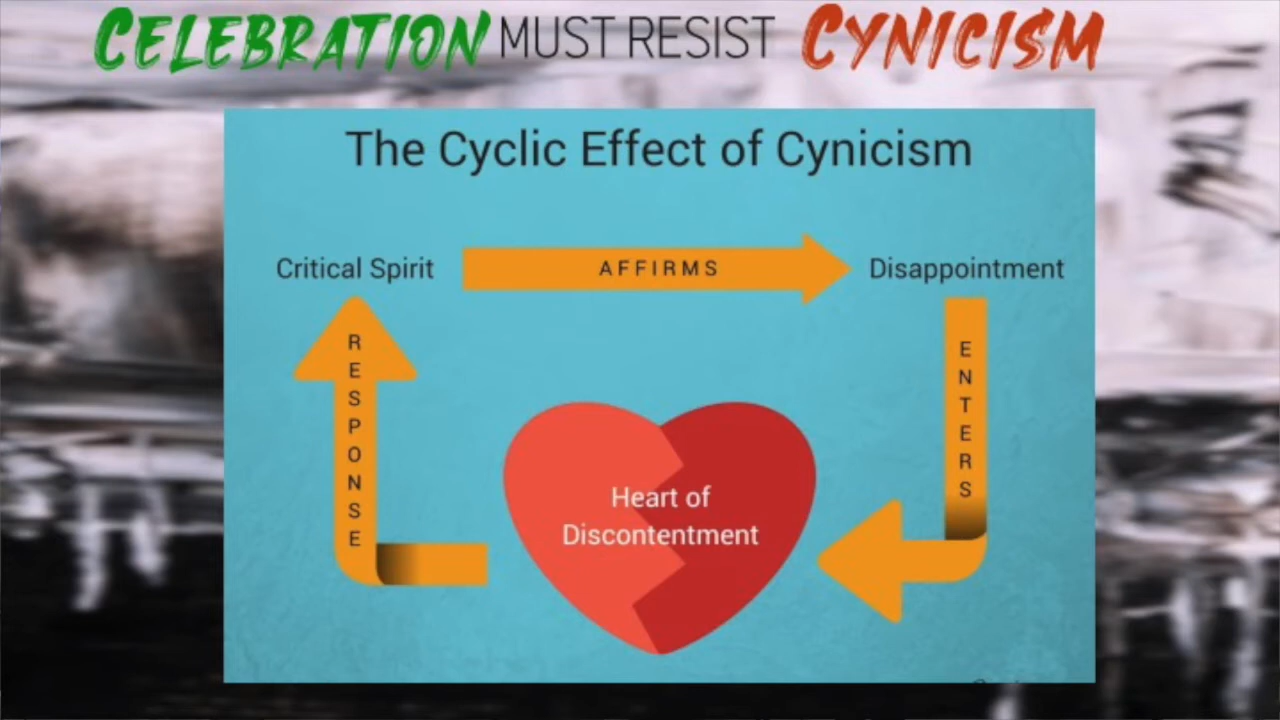 CELEBRATION MUST RESIST CYNICISM
The Cyclic Effect of Cynicism
Critical Spirit
AFFIRMS
Disappointment
RESPONSE
ENTERS
Heart of
Discontentment